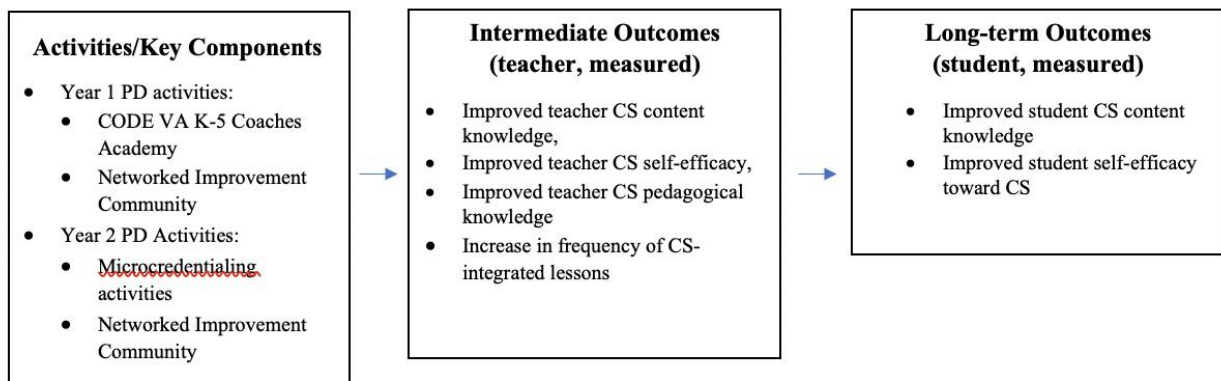 Activities/Key Components
• Year 1 PD activities:
• CODE VA K-5 Coaches
Academy
• Networked Improvement
Community
• Year 2 PD Activities:
• Microcredentialing
activities
• Networked Improvement
Community
Intermediate Outcomes
(teacher, measured)
• Improved teacher CS content
knowledge,
• Improved teacher CS self-efficacy,
• Improved teacher CS pedagogical
knowledge
• Increase in frequency of CS-
integrated lessons
Long-term Outcomes
(student, measured)
• Improved student CS content
knowledge
• Improved student self-efficacy
toward CS